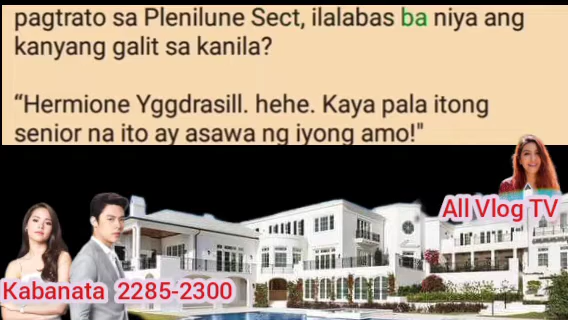 pagtrato sa Plenilune Sect, ilalabas ba niya ang
kanyang galit sa kanila?
“Hermione Yggdrasill. hehe. Kaya pala itong
senior na ito ay asawa ng iyong amo!"
All Vlog TV
Kabanata 2285-2300